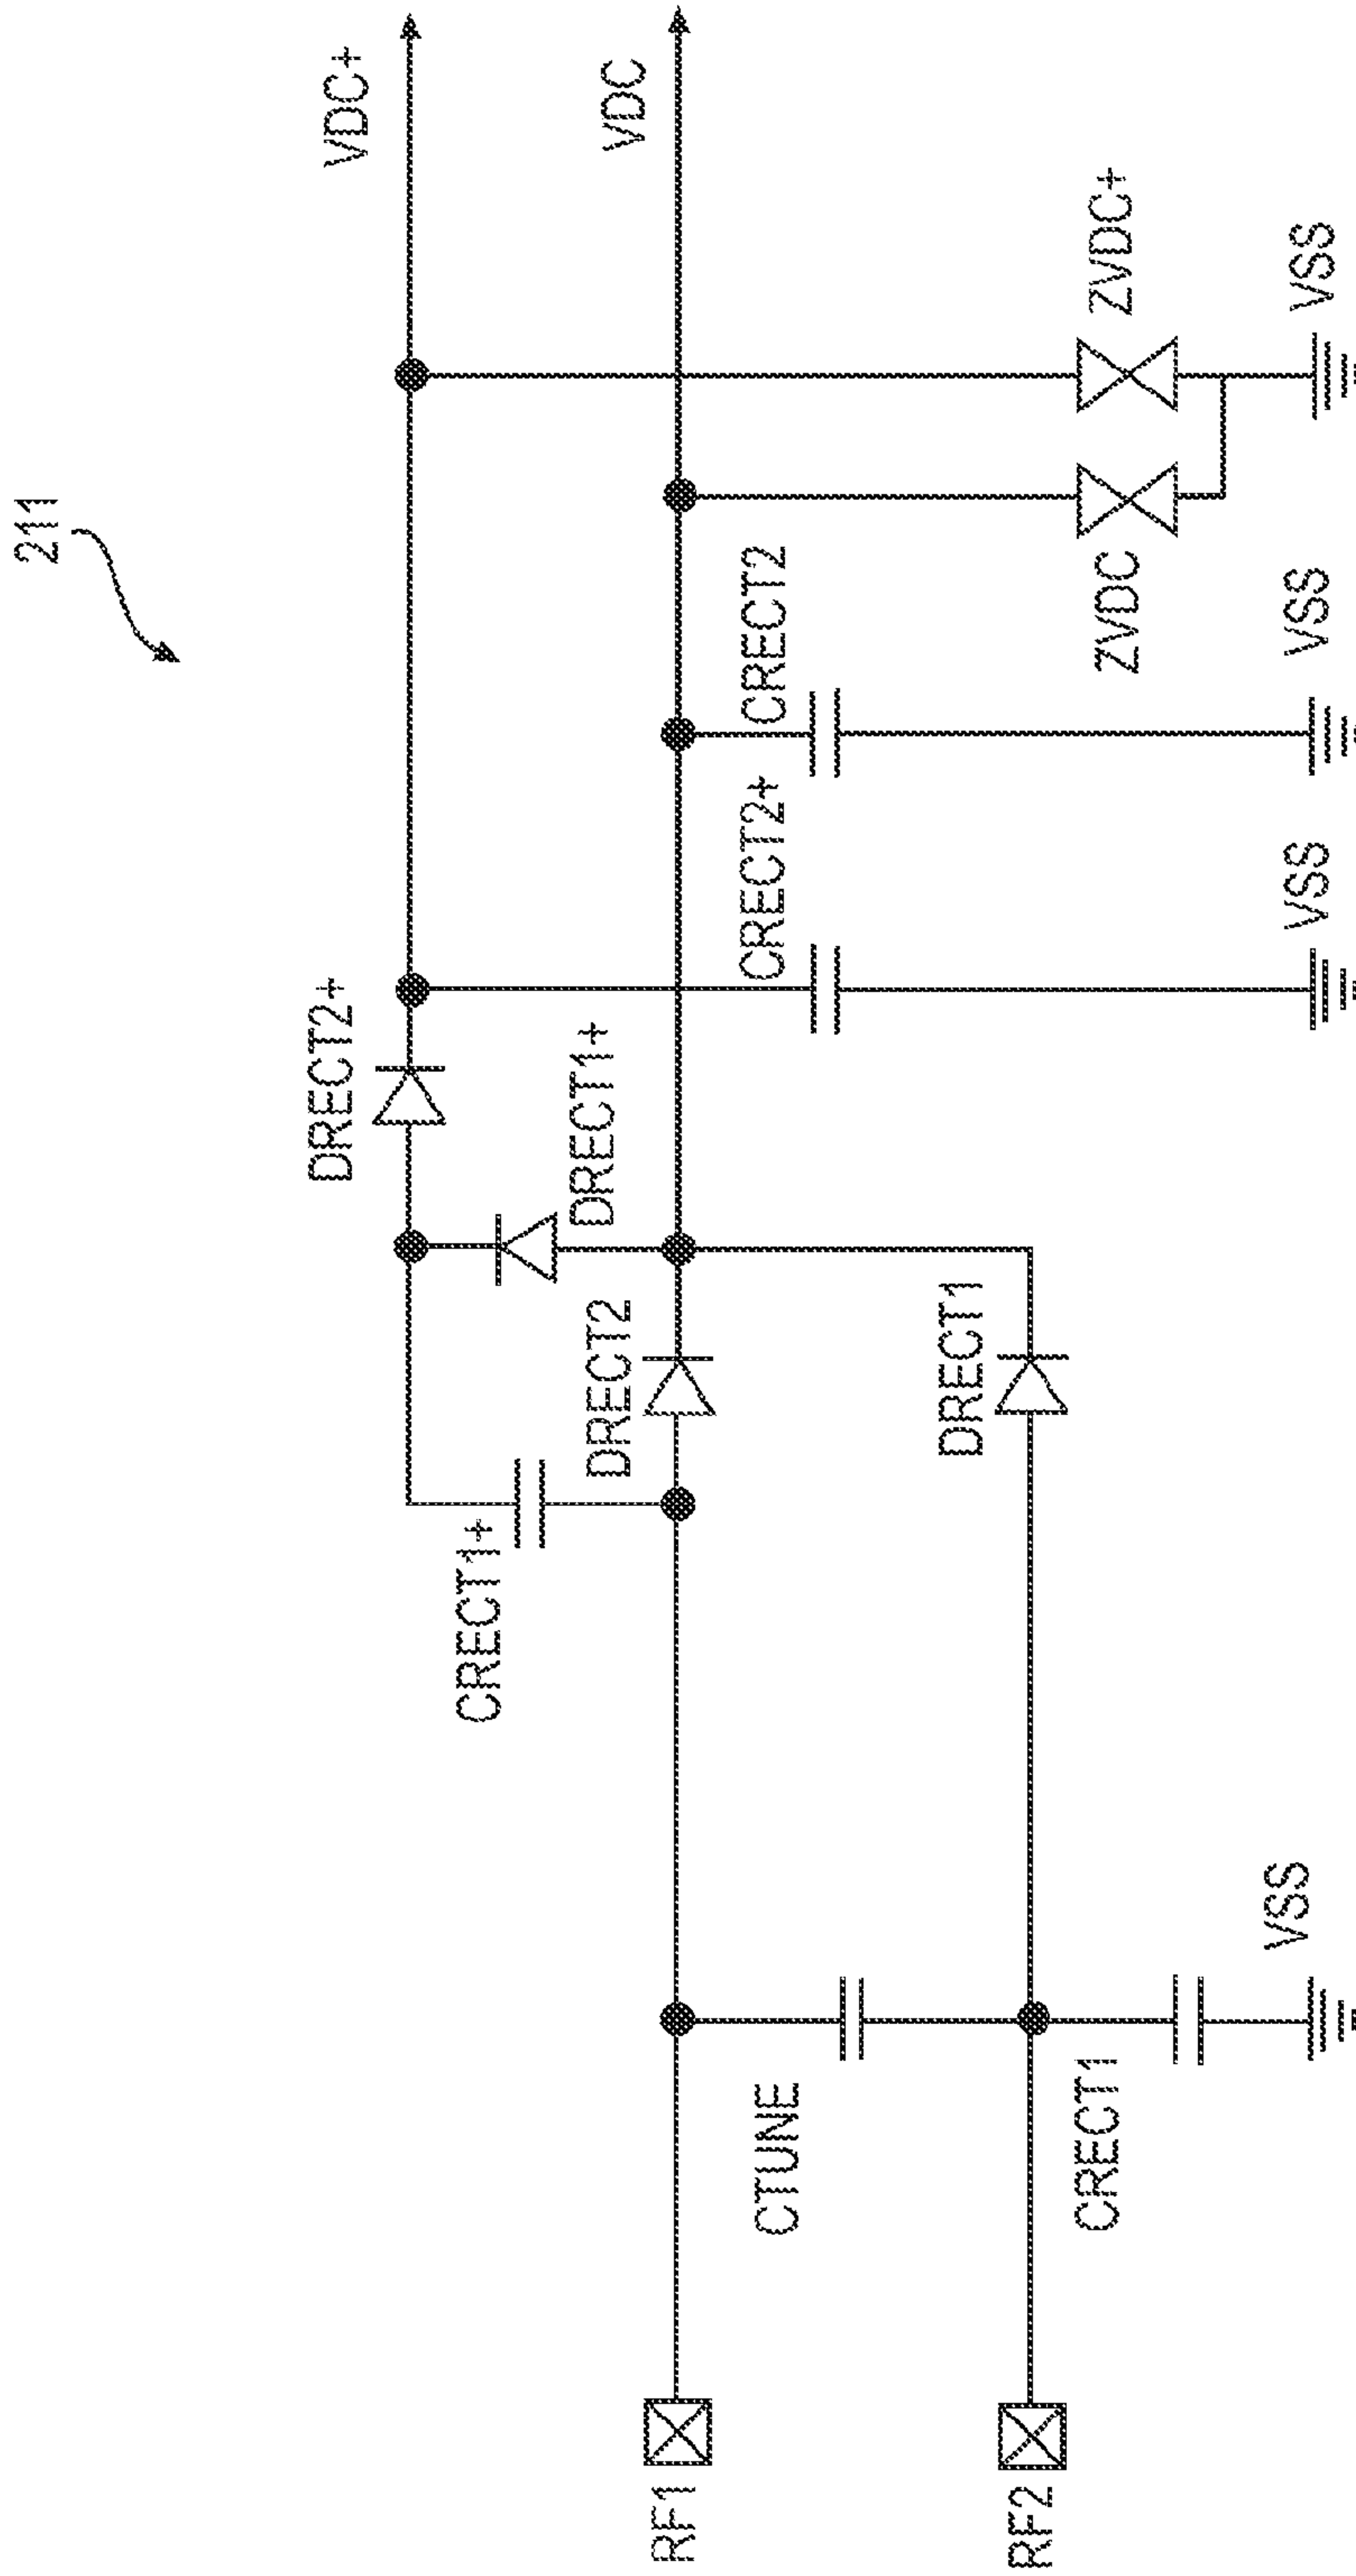 211
VDC+
VDC
DRECT2+
DRECT1+
CRECT1+
DRECT2
CRECT2+
CRECT2
DRECT1
ZVDC
ZVDC+
RF1
CTUNE
RF2
CRECT1
VSS
VSS
VSS
VSS